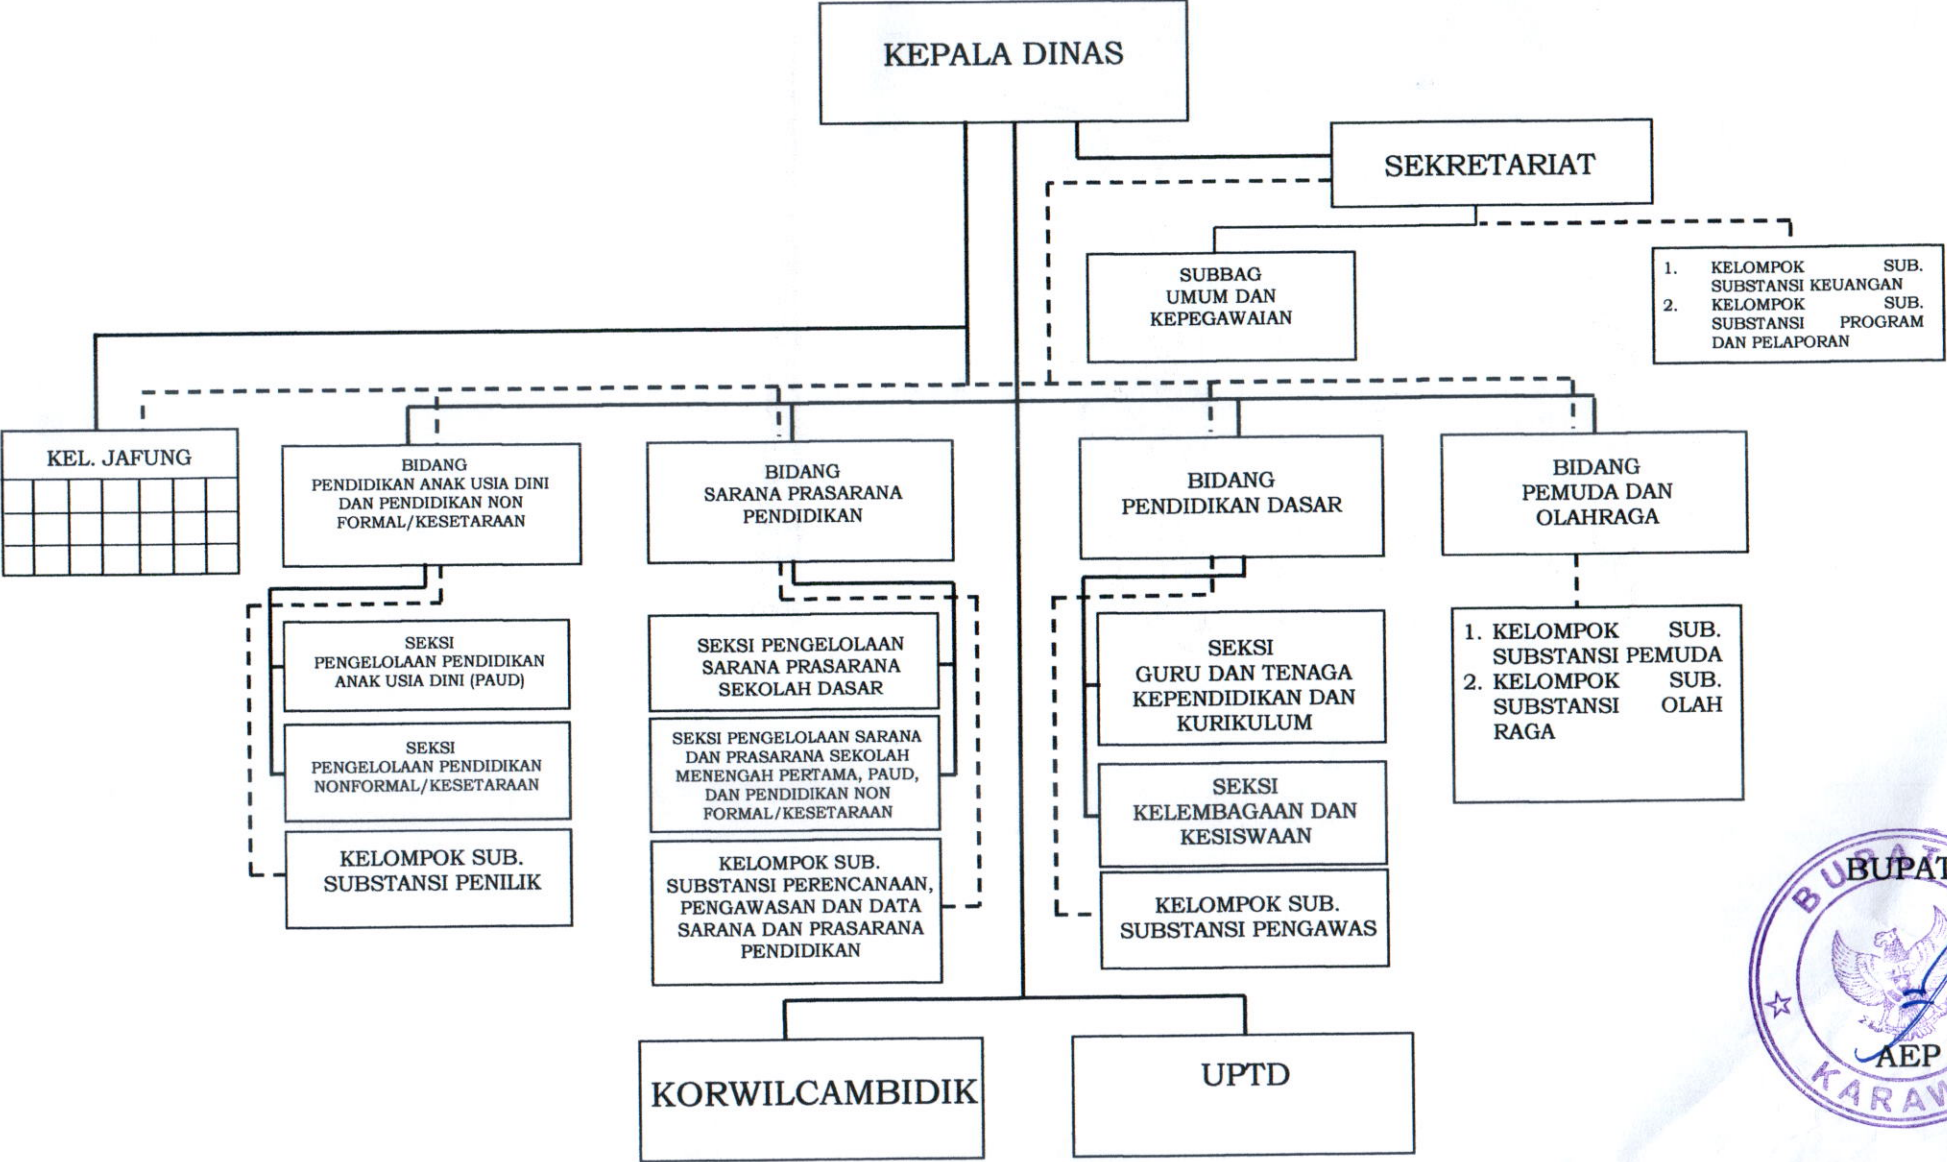 KEPALA DINAS
SEKRETARIAT
SUBBAG
UMUM DAN
KEPEGAWAIAN
1. KELOMPOK SUB.
SUBSTANSI KEUANGAN
2. KELOMPOK SUB.
SUBSTANSI PROGRAM
DAN PELAPORAN
KEL. JAFUNG
BIDANG
PENDIDIKAN ANAK USIA DINI
DAN PENDIDIKAN NON
FORMAL/KESETARAAN
BIDANG
SARANA PRASARANA
PENDIDIKAN
BIDANG
PENDIDIKAN DASAR
BIDANG
PEMUDA DAN
OLAHRAGA
SEKSI
PENGELOLAAN PENDIDIKAN
ANAK USIA DINI (PAUD)
SEKSI
PENGELOLAAN PENDIDIKAN
NONFORMAL/KESETARAAN
KELOMPOK SUB.
SUBSTANSI PENILIK
SEKSI PENGELOLAAN
SARANA PRASARANA
SEKOLAH DASAR
SEKSI PENGELOLAAN SARANA
DAN PRASARANA SEKOLAH
MENENGAH PERTAMA, PAUD,
DAN PENDIDIKAN NON
FORMAL/KESETARAAN
KELOMPOK SUB.
SUBSTANSI PERENCANAAN,
PENGAWASAN DAN DATA
SARANA DAN PRASARANA
PENDIDIKAN
SEKSI
GURU DAN TENAGA
KEPENDIDIKAN DAN
KURIKULUM
SEKSI
KELEMBAGAAN DAN
KESISWAAN
KELOMPOK SUB.
SUBSTANSI PENGAWAS
1. KELOMPOK SUB.
SUBSTANSI PEMUDA
2. KELOMPOK SUB.
SUBSTANSI OLAH
RAGA
KORWILCAMBIDIK
UPTD
BUPAT
AEP
BUPAT
KARAW